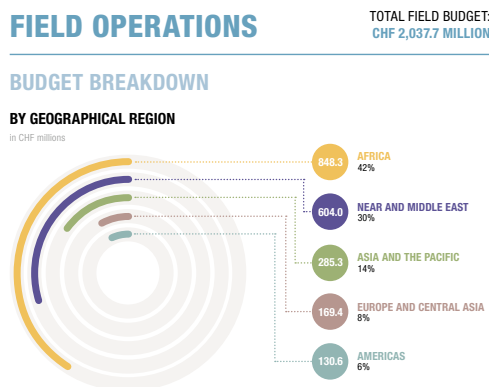 FIELD OPERATIONS
TOTAL FIELD BUDGET:
CHF 2,037.7 MILLION
BUDGET BREAKDOWN
BY GEOGRAPHICAL REGION
in CHF millions
848.3
AFRICA
42%
604.0
NEAR AND MIDDLE EAST
30%
285.3
ASIA AND THE PACIFIC
14%
169.4
EUROPE AND CENTRAL ASIA
8%
130.6
AMERICAS
6%